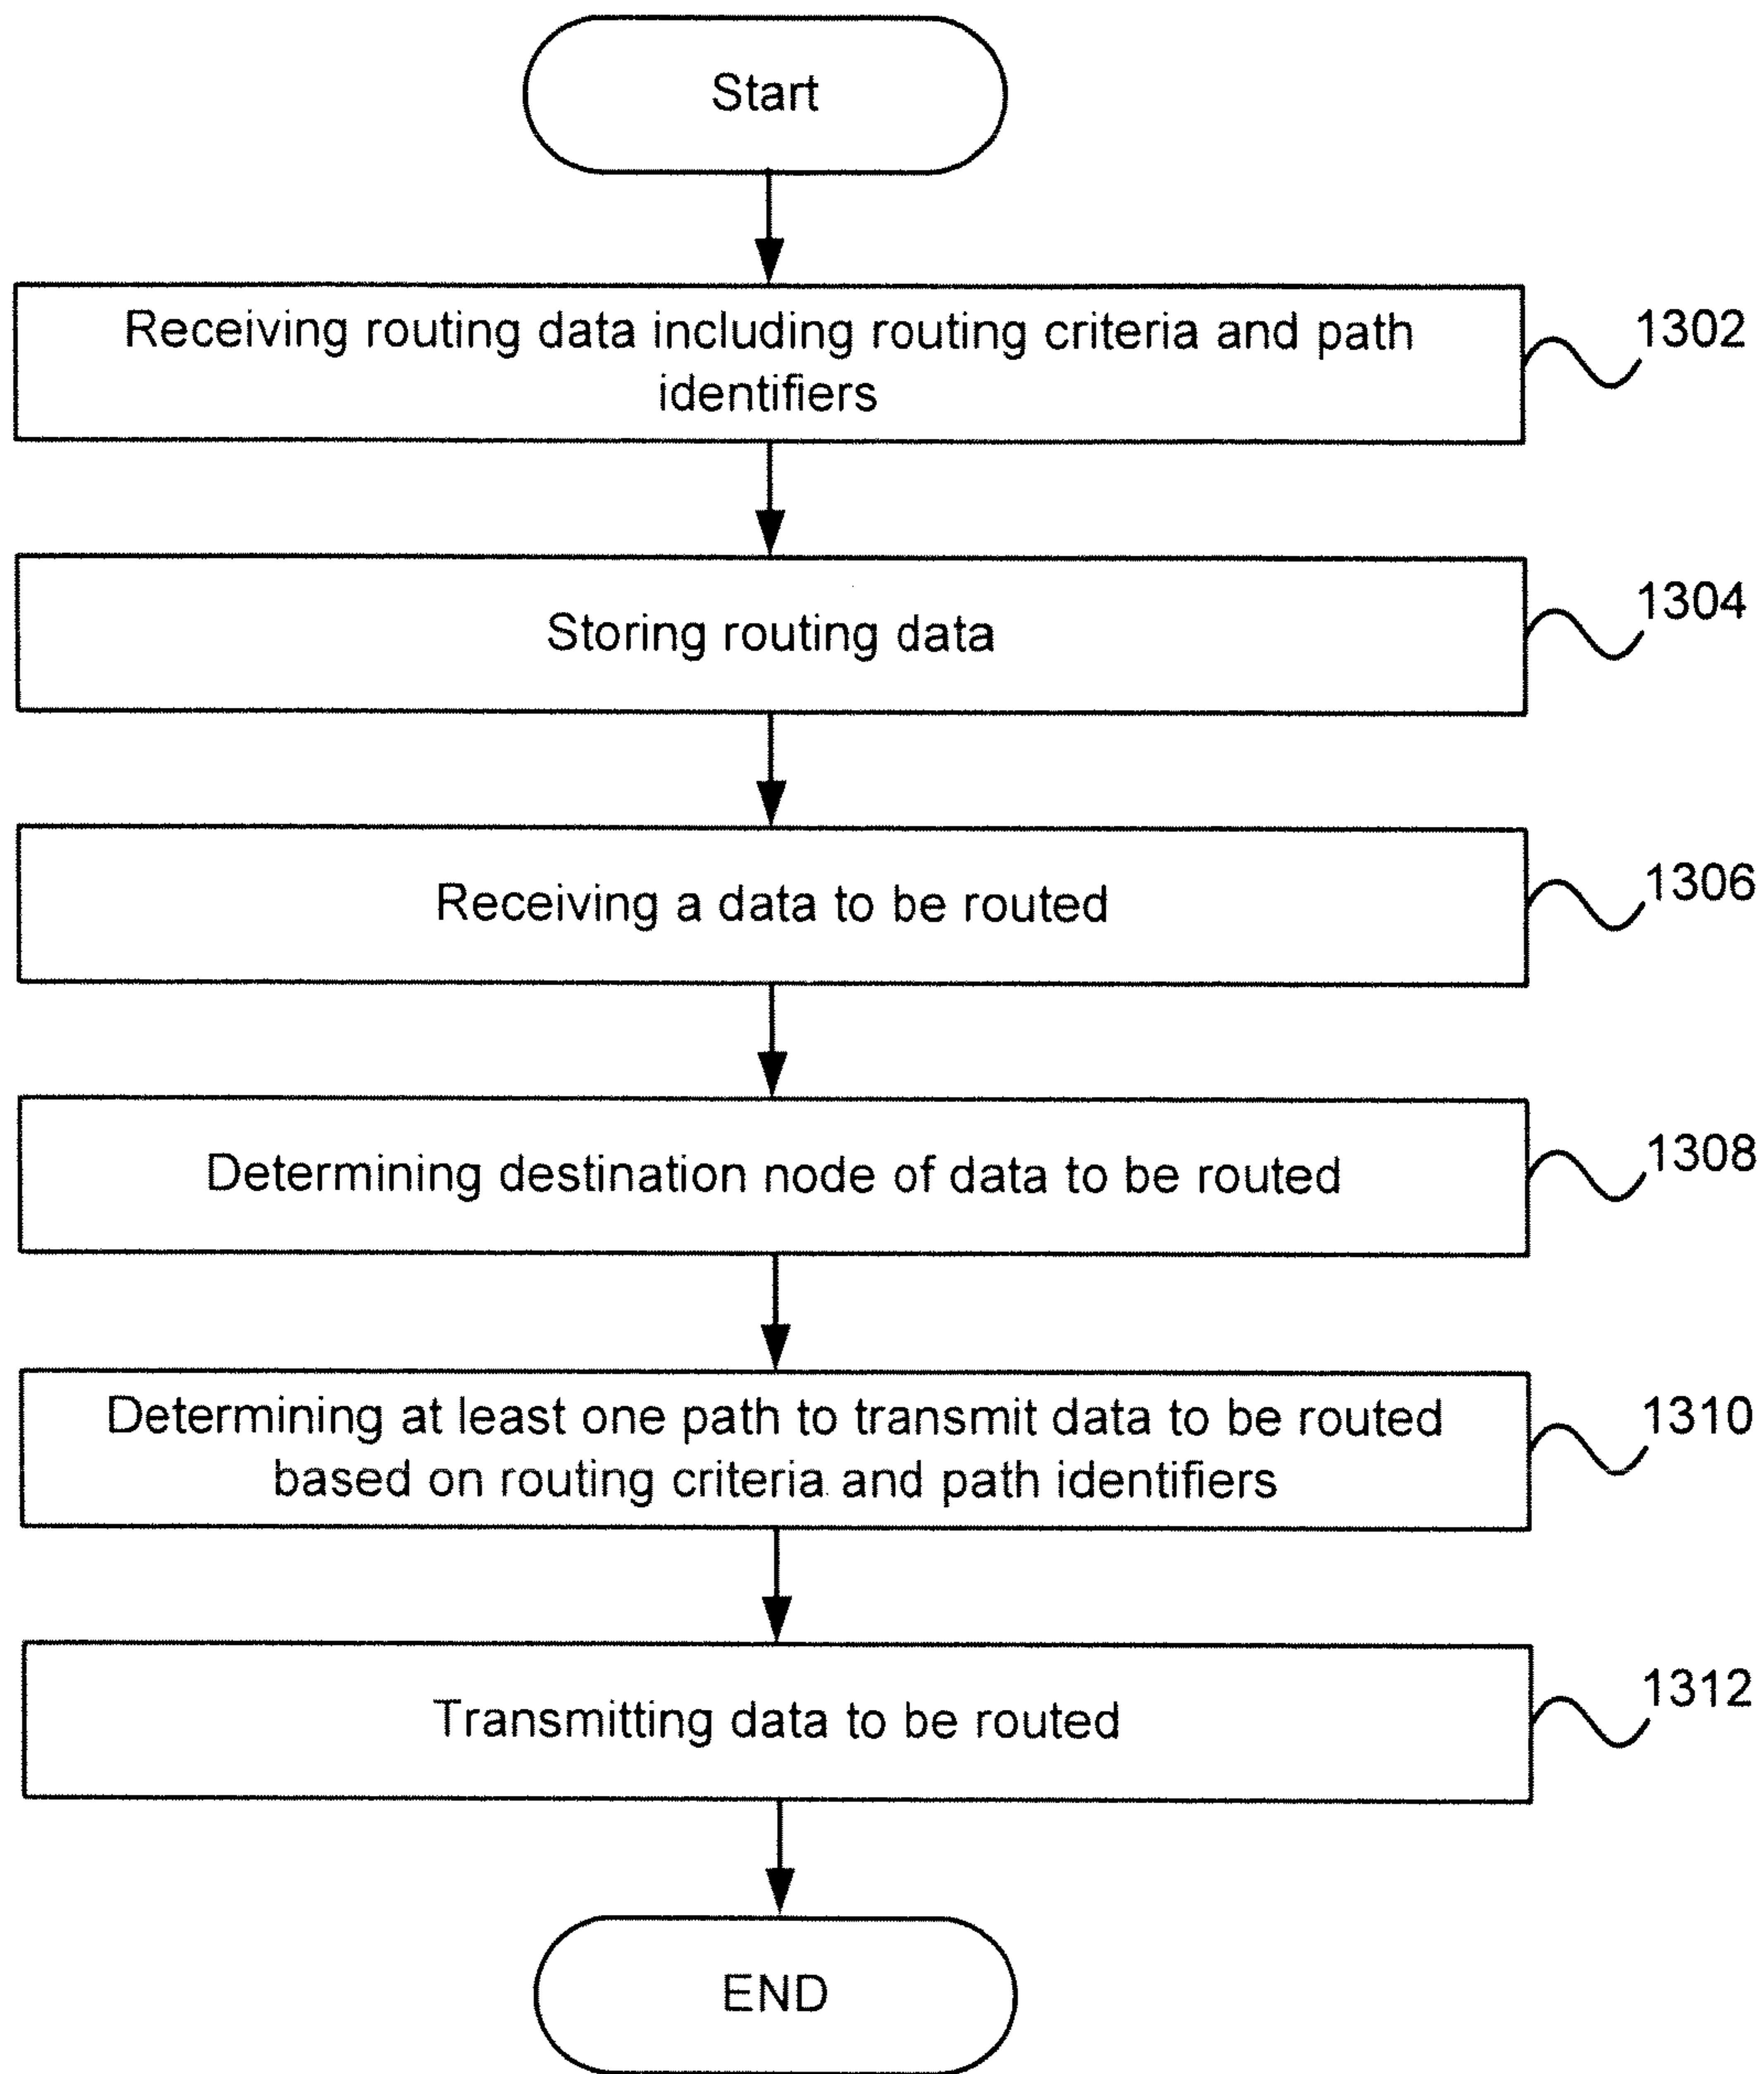 Start
Receiving routing data including routing criteria and path
identifiers
1302
Storing routing data
1304
Receiving a data to be routed
1306
Determining destination node of data to be routed
1308
Determining at least one path to transmit data to be routed
based on routing criteria and path identifiers
1310
Transmitting data to be routed
1312
END